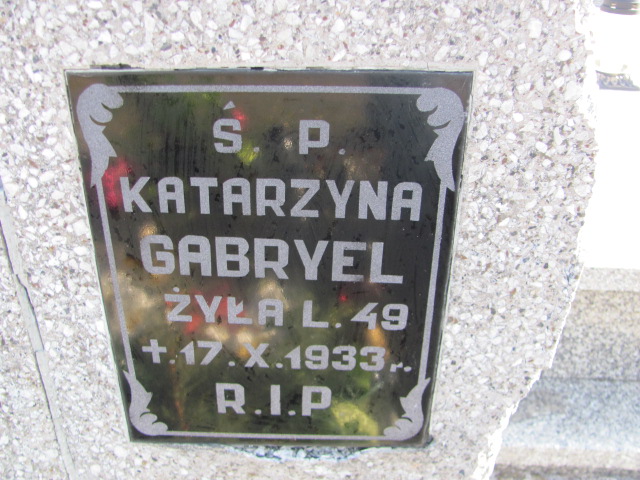 Ś. P.
KATARZYNA
GABRYEL
ŻYŁA L. 49
+. 17. X. 1933 r.
R.I.P